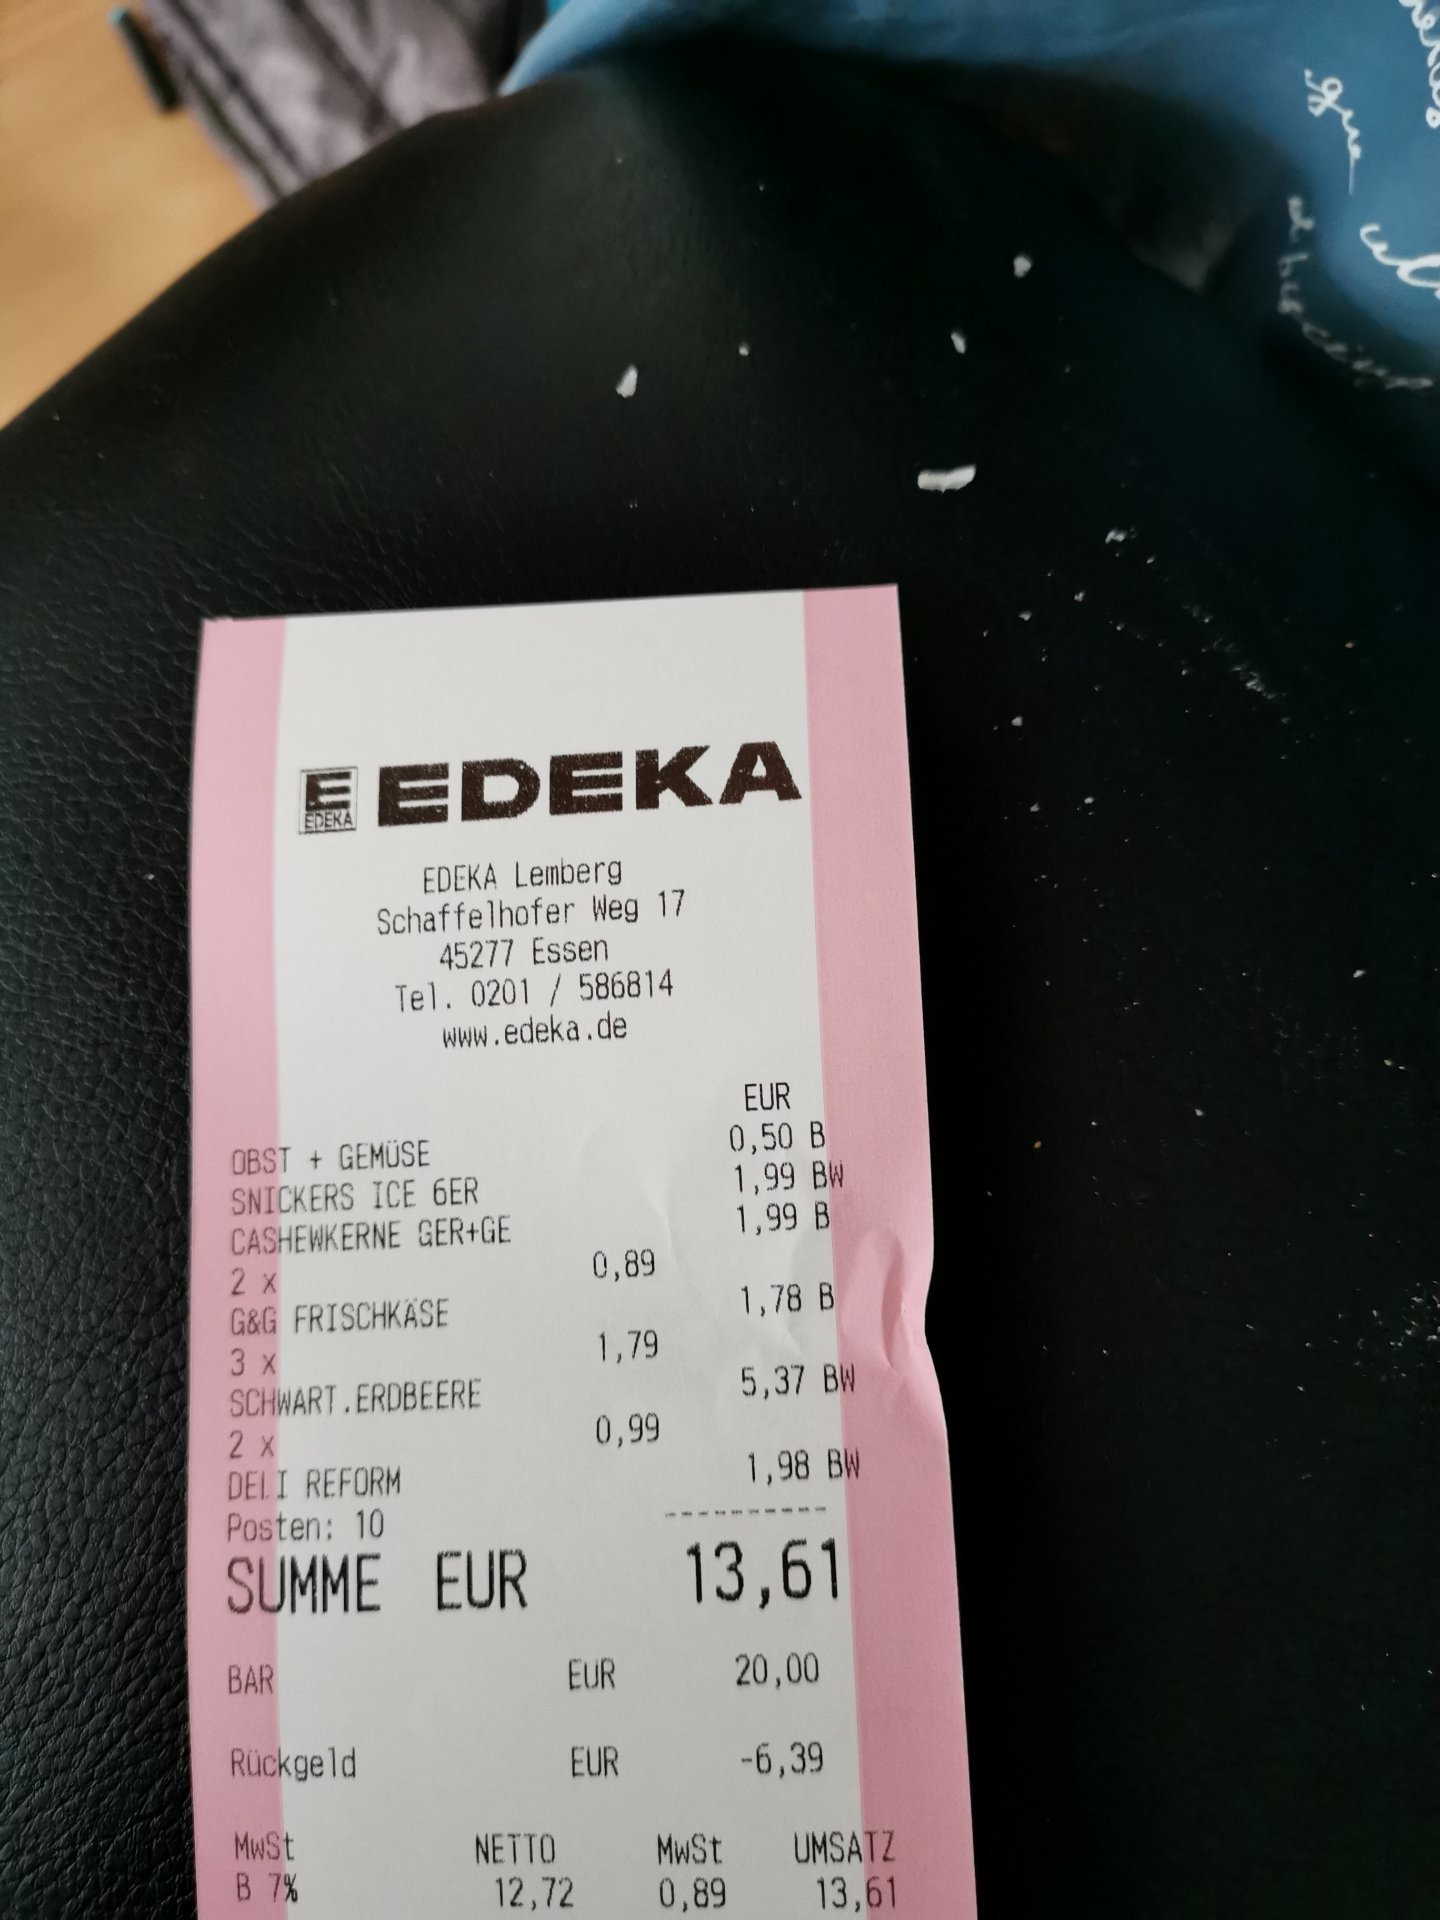 E EDEKA
EDEKA
EDEKA Lemberg
Schaffelhofer Weg 17
45277 Essen
Tel. 0201 / 586814
www.edeka.de
EUR
OBST + GEMÜSE 0,50 B
SNICKERS ICE 6ER 1,99 BW
CASHEWKERNE GER+GE 1,99 B
2 x 0,89
G&G FRISCHKÄSE 1,78 B
3 x 1,79
SCHWART.ERDBEERE 5,37 BW
2 x 0,99
DELI REFORM 1,98 BW
Posten: 10
SUMME EUR 13,61
BAR EUR 20,00
Rückgeld EUR -6,39
MwSt NETTO MwSt UMSATZ
B 7% 12,72 0,89 13,61